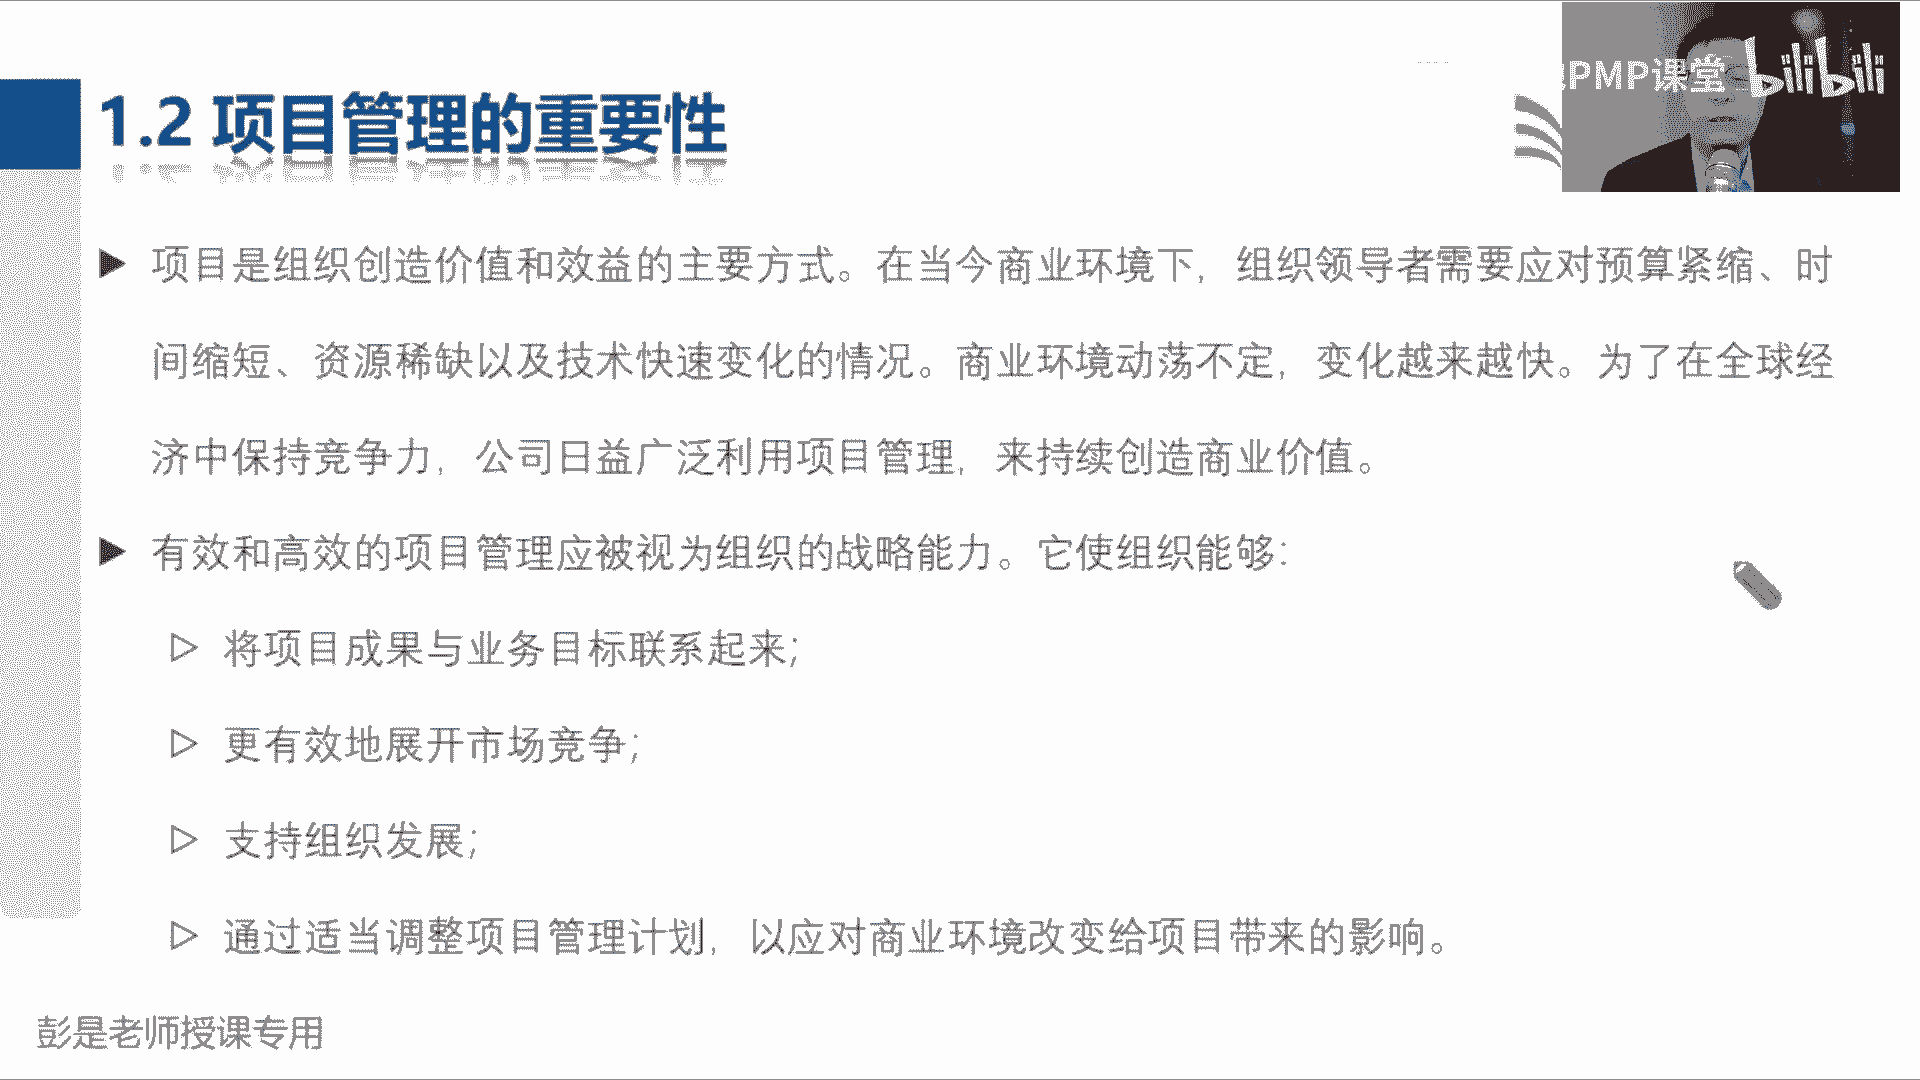 PMP课堂 bilibili
1.2 项目管理的重要性
项目是组织创造价值和效益的主要方式。在当今商业环境下，组织领导者需要应对预算紧缩、时
间缩短、资源稀缺以及技术快速变化的情况。商业环境动荡不定，变化越来越快。为了在全球经
济中保持竞争力，公司日益广泛利用项目管理，来持续创造商业价值。
有效和高效的项目管理应被视为组织的战略能力。它使组织能够：
将项目成果与业务目标联系起来；
更有效地展开市场竞争；
支持组织发展；
通过适当调整项目管理计划，以应对商业环境改变给项目带来的影响。
彭是老师授课专用